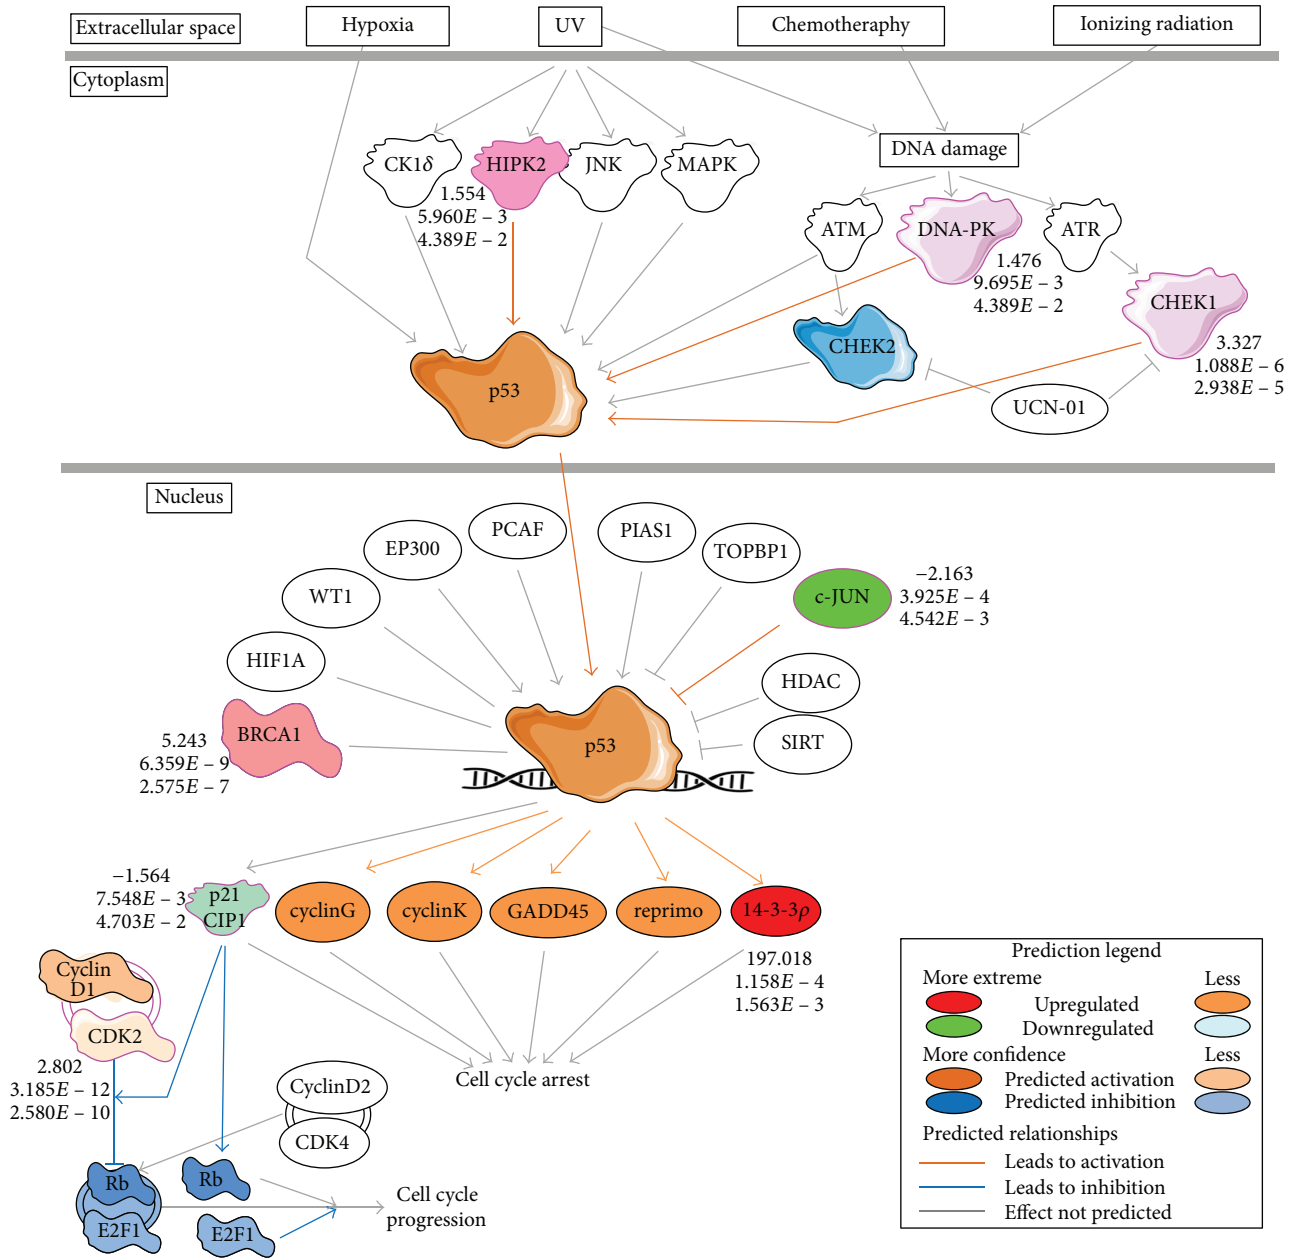 Extracellular space
Hypoxia
UV
Chemotheraphy
Ionizing radiation
Cytoplasm
CK1δ
HIPK2
JNK
MAPK
DNA damage
1.554
5.960E – 3
4.389E – 2
ATM
DNA-PK
ATR
1.476
9.695E – 3
4.389E – 2
CHEK1
3.327
1.088E – 6
2.938E – 5
CHEK2
p53
UCN-01
Nucleus
PCAF
PIAS1
EP300
TOPBP1
WT1
c-JUN
−2.163
3.925E – 4
4.542E – 3
HIF1A
HDAC
BRCA1
5.243
6.359E – 9
2.575E – 7
p53
SIRT
−1.564
7.548E – 3
4.703E – 2
p21
CIP1
cyclinG
cyclinK
GADD45
reprimo
14-3-3ρ
197.018
1.158E – 4
1.563E – 3
Cyclin
D1
CDK2
2.802
3.185E – 12
2.580E – 10
Cell cycle arrest
CyclinD2
CDK4
Rb
Rb
E2F1
E2F1
Cell cycle
progression
Prediction legend
More extreme Less
Upregulated
Downregulated
More confidence Less
Predicted activation
Predicted inhibition
Predicted relationships
Leads to activation
Leads to inhibition
Effect not predicted